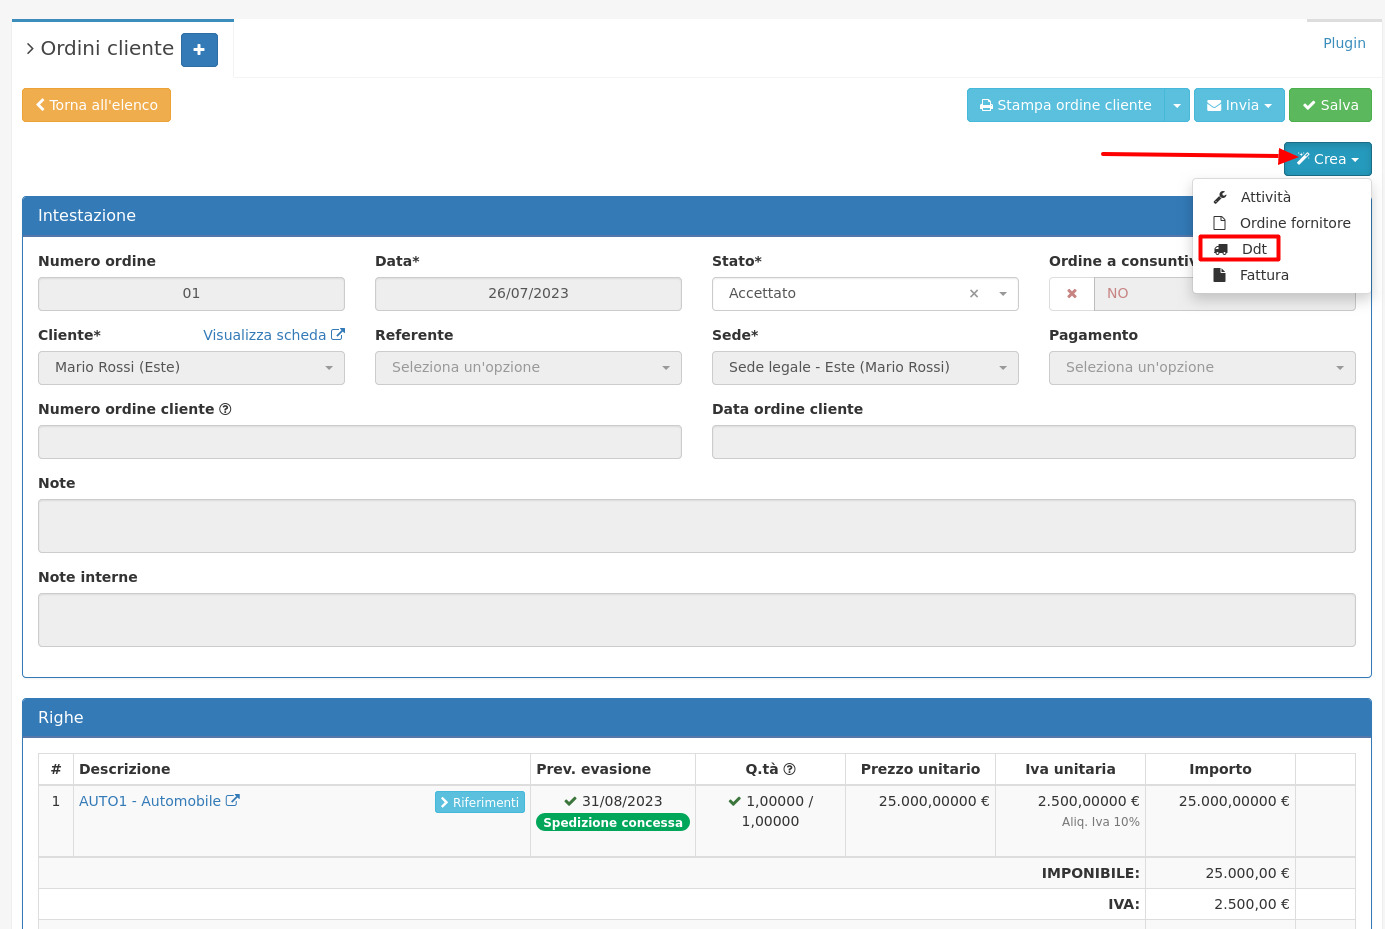 Ordini cliente
Plugin
Torna all'elenco
Stampa ordine cliente
Invia
Salva
Crea
Attività
Ordine fornitore
Ddt
Fattura
Intestazione
Numero ordine
Data*
Stato*
Ordine a consuntiv
01
26/07/2023
Accettato
NO
Cliente*
Visualizza scheda
Referente
Sede*
Pagamento
Mario Rossi (Este)
Seleziona un'opzione
Sede legale - Este (Mario Rossi)
Seleziona un'opzione
Numero ordine cliente
Data ordine cliente
Note
Note interne
Righe
# Descrizione Prev. evasione Q.tà Prezzo unitario Iva unitaria Importo
1 AUTO1 - Automobile Riferimenti 31/08/2023 1,00000 / 25.000,00000 € 2.500,00000 € 25.000,00000 €
Spedizione concessa 1,00000 Aliq. Iva 10%
IMPONIBILE: 25.000,00 €
IVA: 2.500,00 €